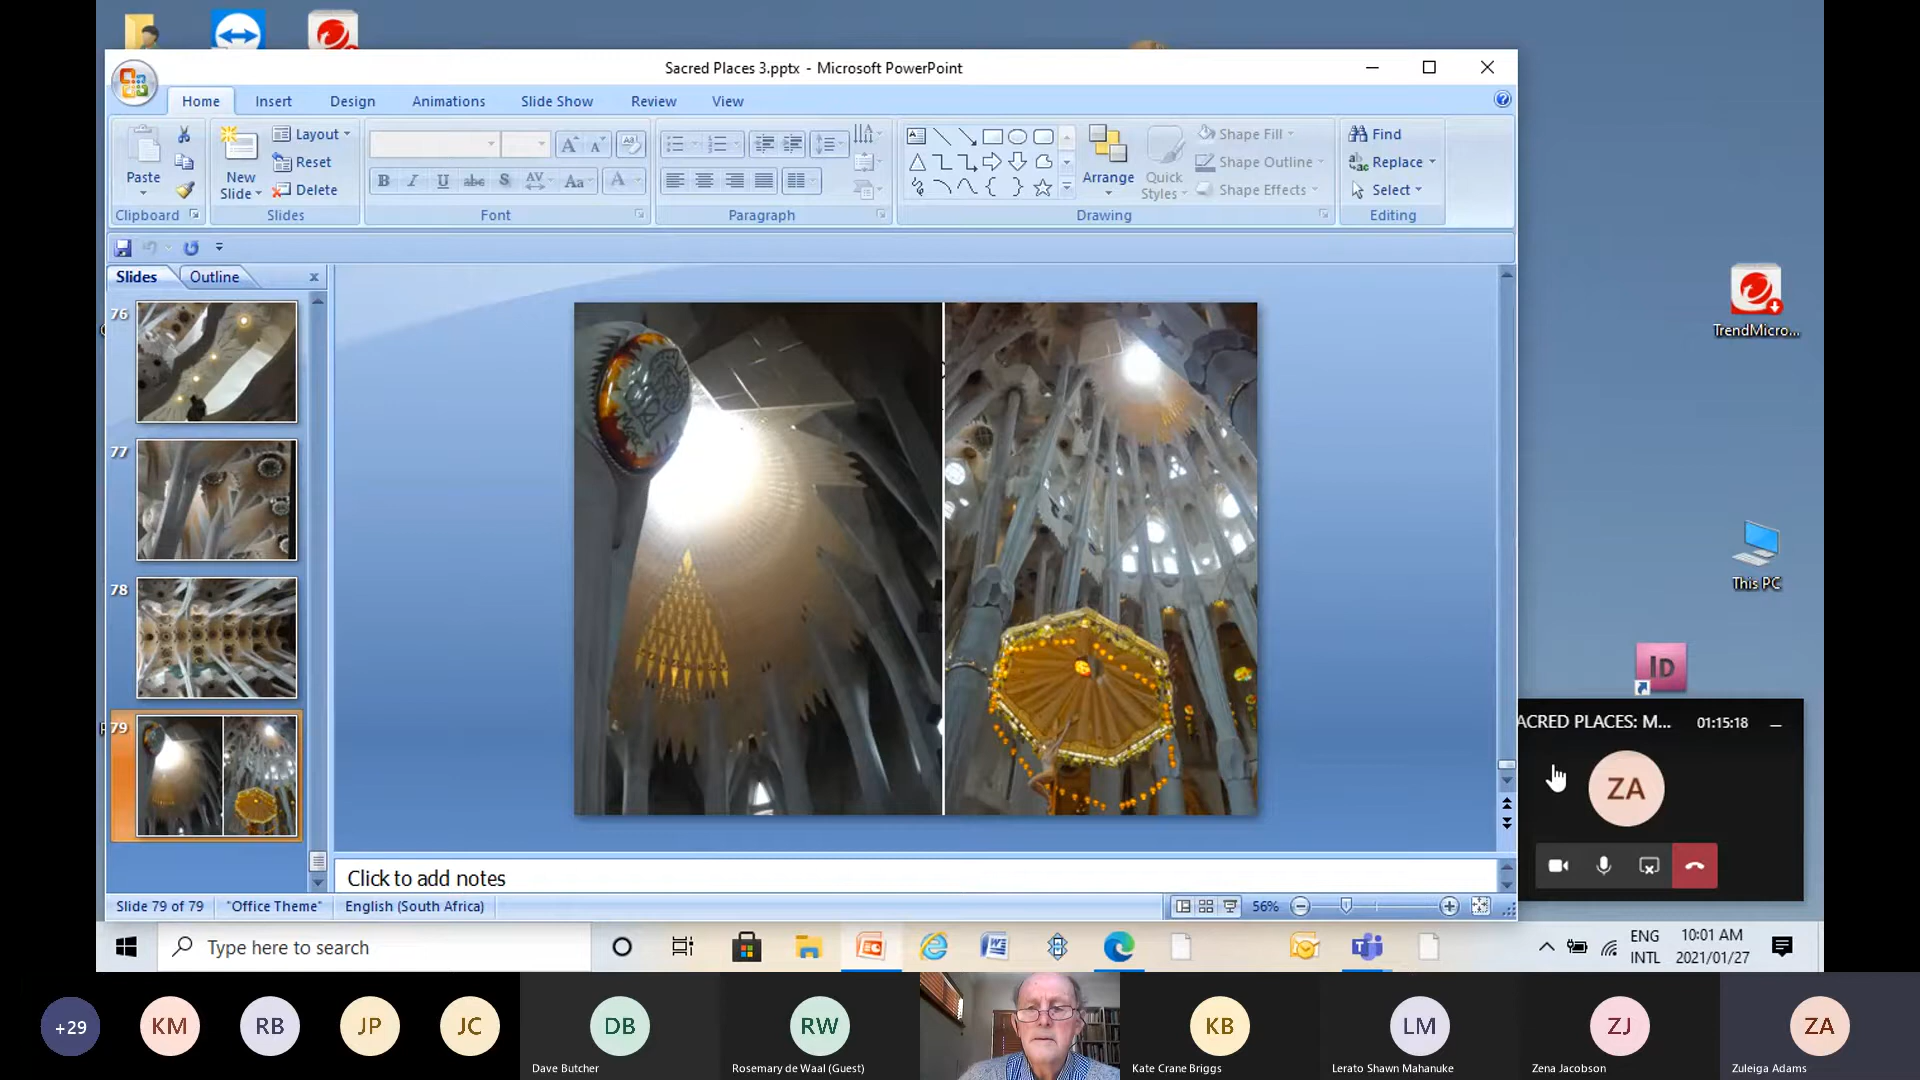 Sacred Places 3.pptx - Microsoft PowerPoint
Home Insert Design Animations Slide Show Review View
Paste
Clipboard
New Slide
Layout
Reset
Delete
Slides
B I U abc S AV Aa A
Font
Paragraph
Arrange
Quick Styles
Shape Fill
Shape Outline
Shape Effects
Drawing
Find
Replace
Select
Editing
Slides Outline
76
77
78
79
Click to add notes
Slide 79 of 79 "Office Theme" English (South Africa) 56%
TrendMicro...
This PC
ID
ACRED PLACES: M... 01:15:18
ZA
Type here to search
ENG
INTL
10:01 AM
2021/01/27
+29 KM RB JP JC DB RW KB LM ZJ ZA
Dave Butcher Rosemary de Waal (Guest) Kate Crane Briggs Lerato Shawn Mahanuke Zena Jacobson Zuleiga Adams